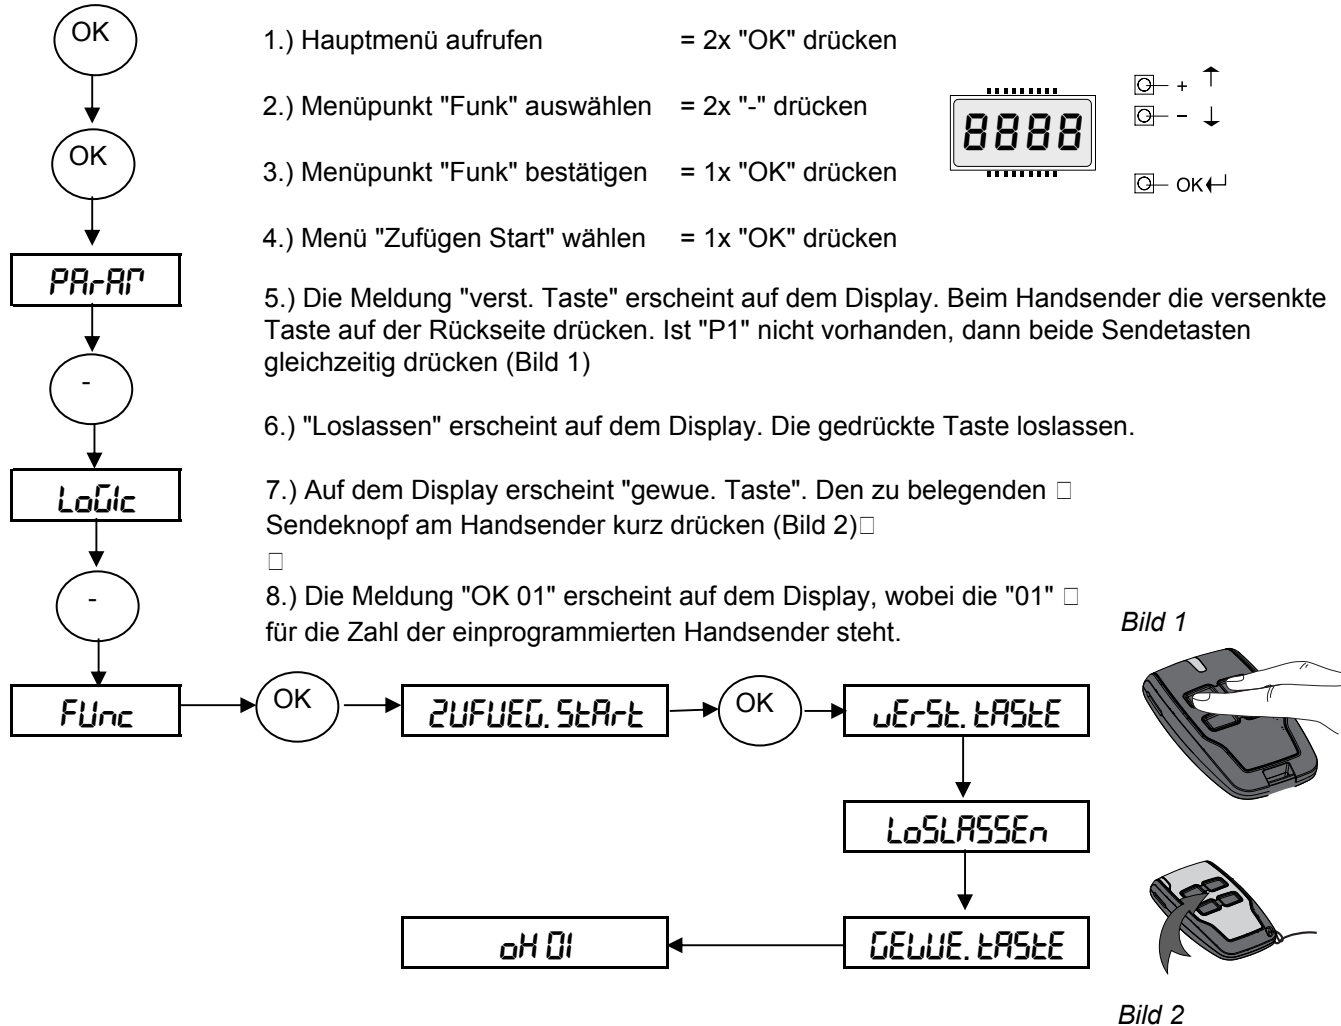 OK
1.) Hauptmenü aufrufen = 2x "OK" drücken
2.) Menüpunkt "Funk" auswählen = 2x "-" drücken
8888
+
-
OK
OK
3.) Menüpunkt "Funk" bestätigen = 1x "OK" drücken
4.) Menü "Zufügen Start" wählen = 1x "OK" drücken
PArAM
5.) Die Meldung "verst. Taste" erscheint auf dem Display. Beim Handsender die versenkte
Taste auf der Rückseite drücken. Ist "P1" nicht vorhanden, dann beide Sendetasten
gleichzeitig drücken (Bild 1)
-
6.) "Loslassen" erscheint auf dem Display. Die gedrückte Taste loslassen.
LoGIc
7.) Auf dem Display erscheint "gewue. Taste". Den zu belegenden
Sendeknopf am Handsender kurz drücken (Bild 2)
-
8.) Die Meldung "OK 01" erscheint auf dem Display, wobei die "01"
für die Zahl der einprogrammierten Handsender steht.
Bild 1
FUnc
OK
ZUFUEG. StArt
OK
vErSt. tAStE
LoSLASSEn
GEWUE. tAStE
oH 01
Bild 2